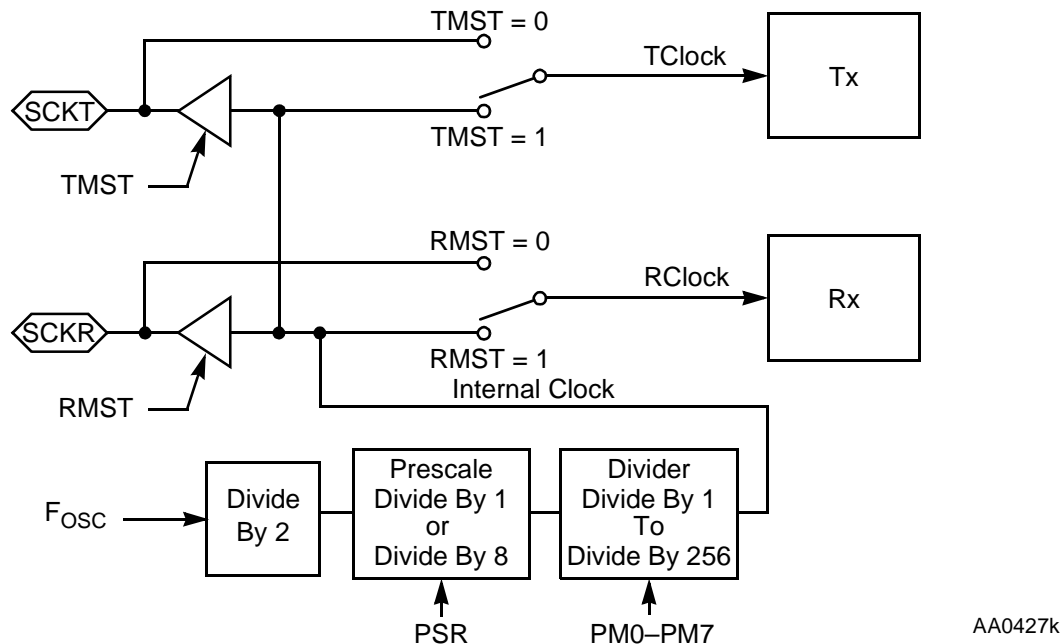 TMST = 0
TClock
Tx
SCKT
TMST = 1
TMST
RMST = 0
RClock
Rx
SCKR
RMST = 1
Internal Clock
RMST
Prescale
Divide By 1
or
Divide By 8
Divider
Divide By 1
To
Divide By 256
Divide
By 2
FOSC
PSR
PM0–PM7
AA0427k